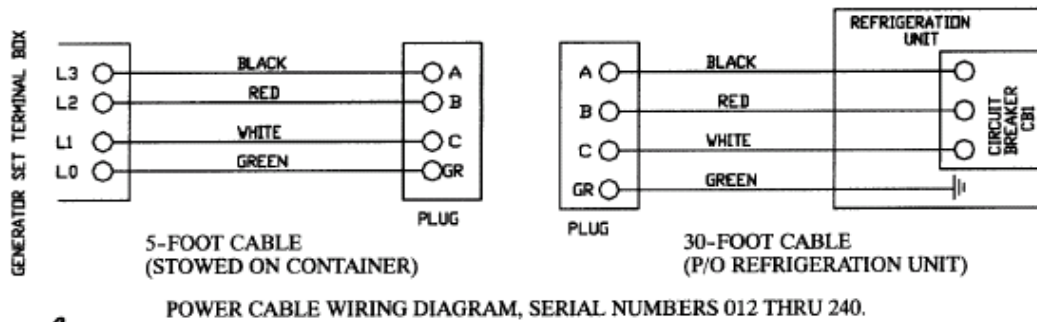 GENERATOR SET TERMINAL BOX
L3 BLACK A
L2 RED B
L1 WHITE C
L0 GREEN GR
PLUG
5-FOOT CABLE
(STOWED ON CONTAINER)
REFRIGERATION
UNIT
A BLACK
B RED
C WHITE
GR GREEN
CIRCUIT
BREAKER
CB1
PLUG
30-FOOT CABLE
(P/O REFRIGERATION UNIT)
POWER CABLE WIRING DIAGRAM, SERIAL NUMBERS 012 THRU 240.